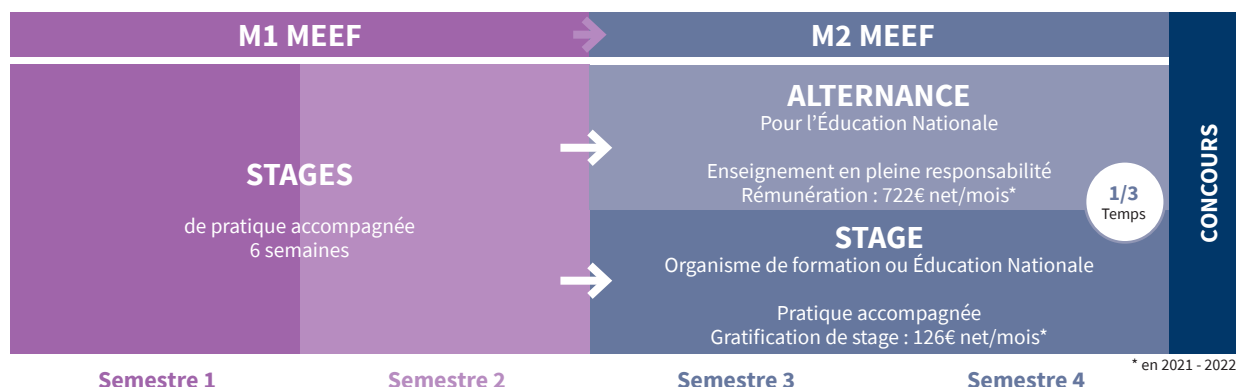 M1 MEEF
M2 MEEF
STAGES
de pratique accompagnée
6 semaines
ALTERNANCE
Pour l'Éducation Nationale
Enseignement en pleine responsabilité
Rémunération : 722€ net/mois*
1/3
Temps
STAGE
Organisme de formation ou Éducation Nationale
Pratique accompagnée
Gratification de stage : 126€ net/mois*
CONCOURS
* en 2021 - 2022
Semestre 1
Semestre 2
Semestre 3
Semestre 4